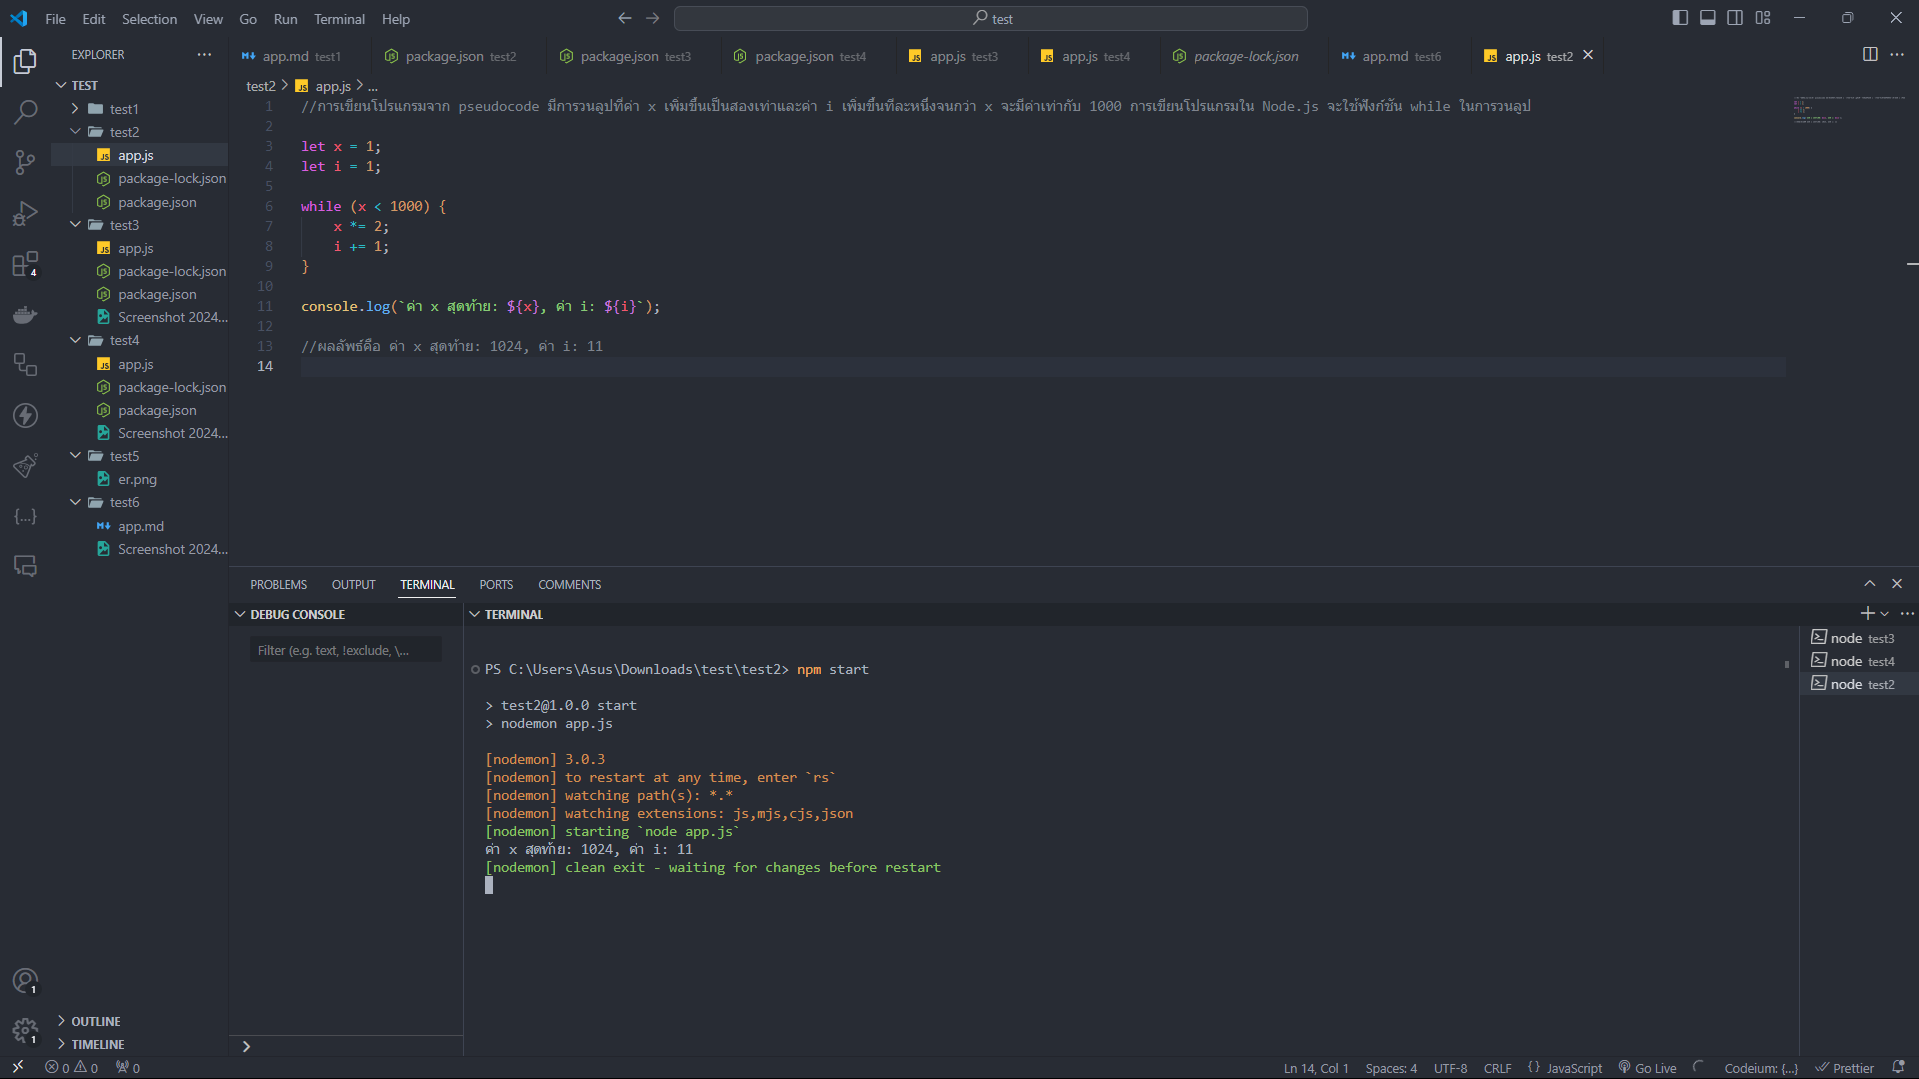 File Edit Selection View Go Run Terminal Help
test
EXPLORER
TEST
test1
test2
app.js
package-lock.json
package.json
test3
app.js
package-lock.json
package.json
Screenshot 2024...
test4
app.js
package-lock.json
package.json
Screenshot 2024...
test5
er.png
test6
app.md
Screenshot 2024...
OUTLINE
TIMELINE
4
1
1
app.md test1 package.json test2 package.json test3 package.json test4 app.js test3 app.js test4 package-lock.json app.md test6 app.js test2
test2 > app.js > ...
1 //การเขียนโปรแกรมจาก pseudocode มีการวนลูปที่ค่า x เพิ่มขึ้นเป็นสองเท่าและค่า i เพิ่มขึ้นทีละหนึ่งจนกว่า x จะมีค่าเท่ากับ 1000 การเขียนโปรแกรมใน Node.js จะใช้ฟังก์ชัน while ในการวนลูป
2
3 let x = 1;
4 let i = 1;
5
6 while (x < 1000) {
7 x *= 2;
8 i += 1;
9 }
10
11 console.log(`ค่า x สุดท้าย: ${x}, ค่า i: ${i}`);
12
13 //ผลลัพธ์คือ ค่า x สุดท้าย: 1024, ค่า i: 11
14
PROBLEMS OUTPUT TERMINAL PORTS COMMENTS
DEBUG CONSOLE
Filter (e.g. text, !exclude, \...
TERMINAL
PS C:\Users\Asus\Downloads\test\test2> npm start
> test2@1.0.0 start
> nodemon app.js
[nodemon] 3.0.3
[nodemon] to restart at any time, enter `rs`
[nodemon] watching path(s): *.*
[nodemon] watching extensions: js,mjs,cjs,json
[nodemon] starting `node app.js`
ค่า x สุดท้าย: 1024, ค่า i: 11
[nodemon] clean exit - waiting for changes before restart
node test3
node test4
node test2
0 0 0
Ln 14, Col 1 Spaces: 4 UTF-8 CRLF {} JavaScript Go Live Codeium: {...} Prettier